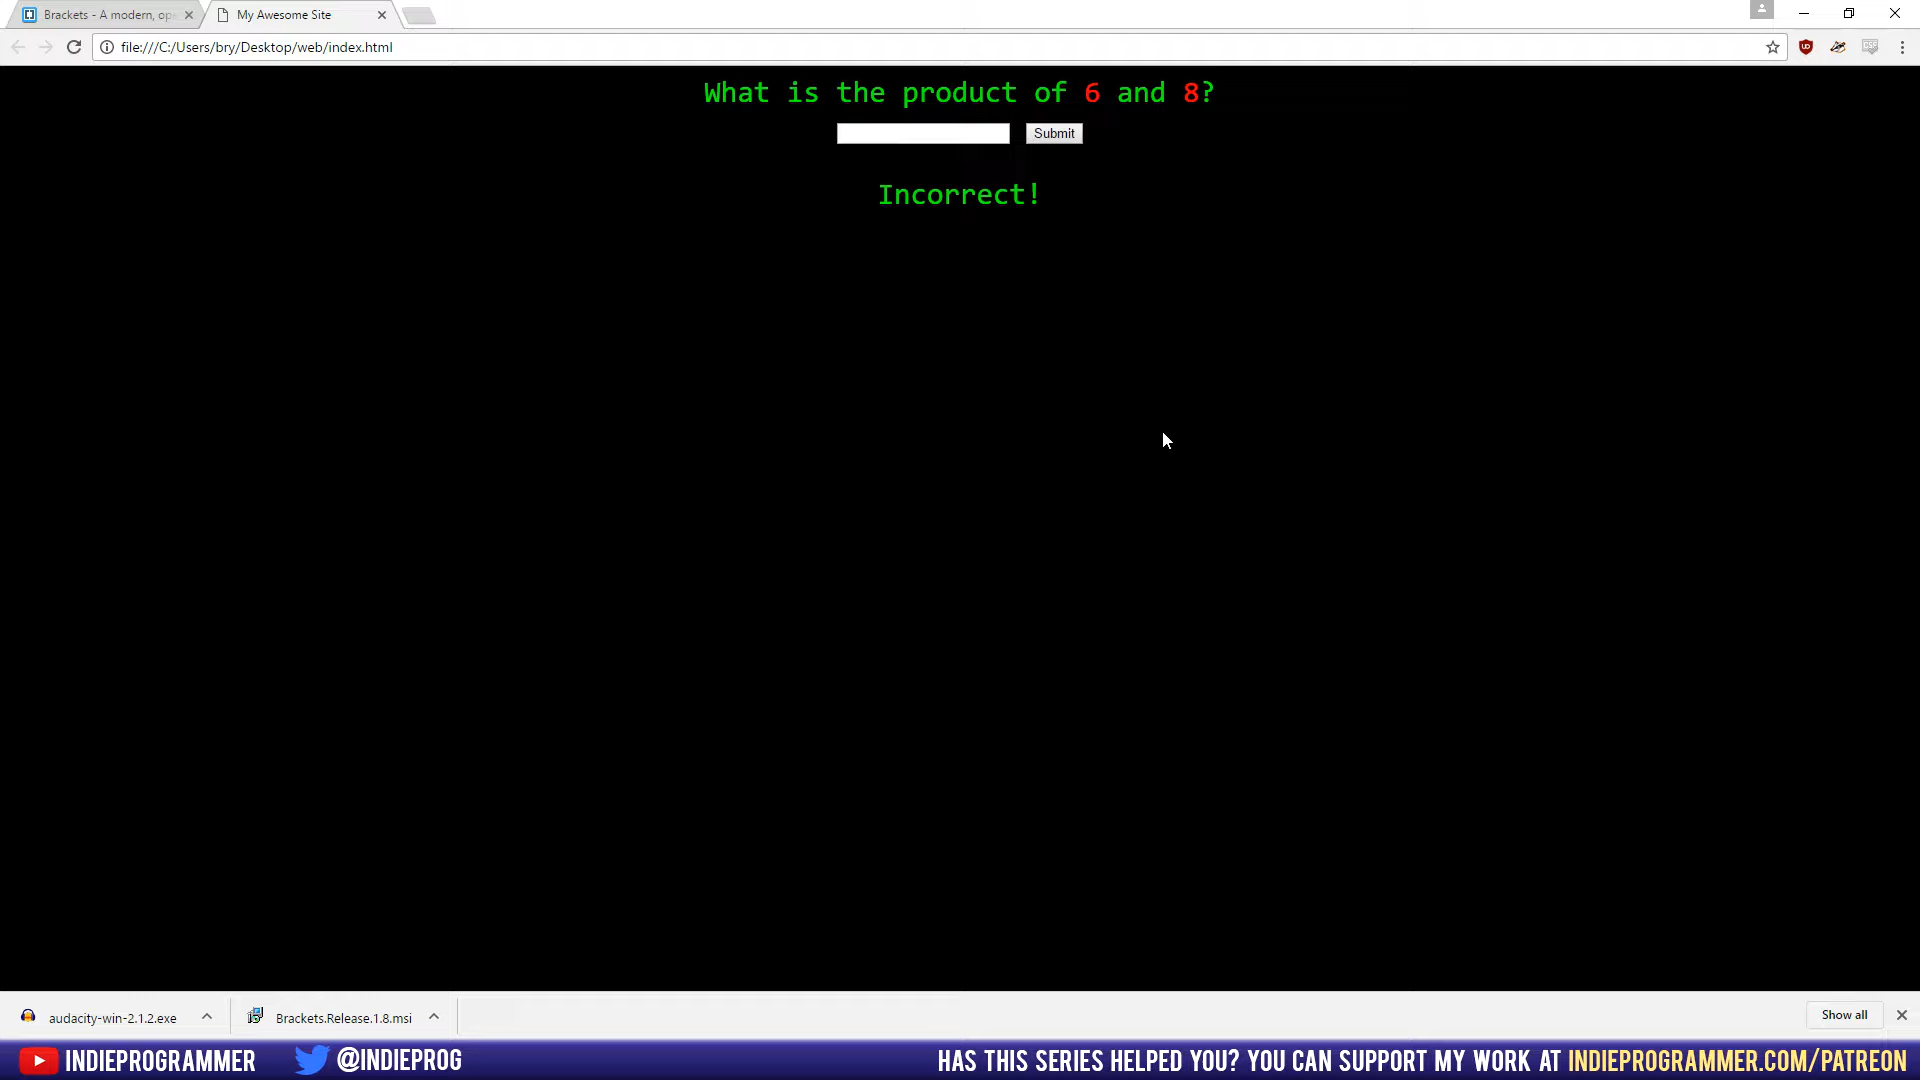 Brackets - A modern, ope
My Awesome Site
file:///C:/Users/bry/Desktop/web/index.html
What is the product of 6 and 8?
Submit
Incorrect!
audacity-win-2.1.2.exe
Brackets.Release.1.8.msi
Show all
INDIEPROGRAMMER
@INDIEPROG
HAS THIS SERIES HELPED YOU? YOU CAN SUPPORT MY WORK AT INDIEPROGRAMMER.COM/PATREON